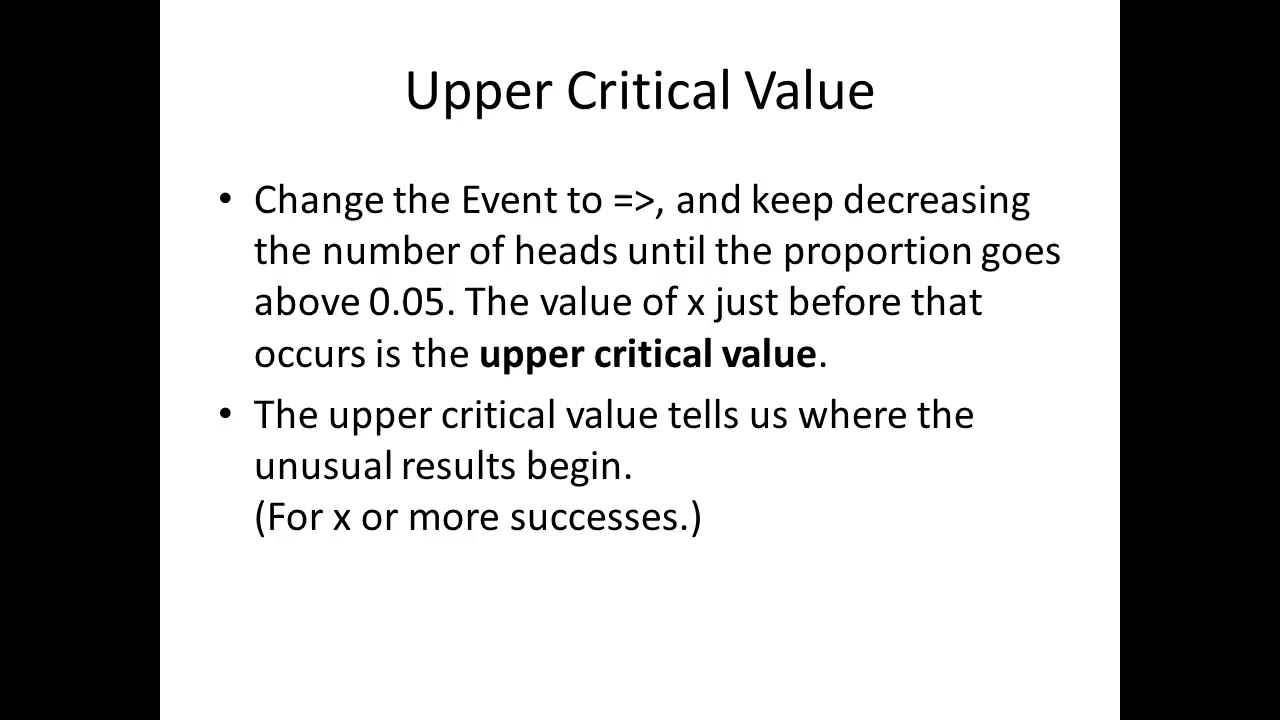 Upper Critical Value
• Change the Event to =>, and keep decreasing
the number of heads until the proportion goes
above 0.05. The value of x just before that
occurs is the upper critical value.
• The upper critical value tells us where the
unusual results begin.
(For x or more successes.)